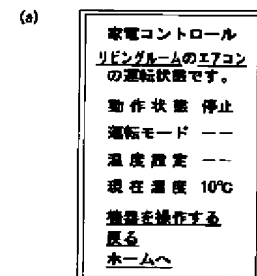 (a)
家電コントロール
リビングルームのエアコン
の運転状態です。
動作状態 停止
運転モード ーー
温度設定 ーー
現在温度 10℃
機器を操作する
戻る
ホームへ